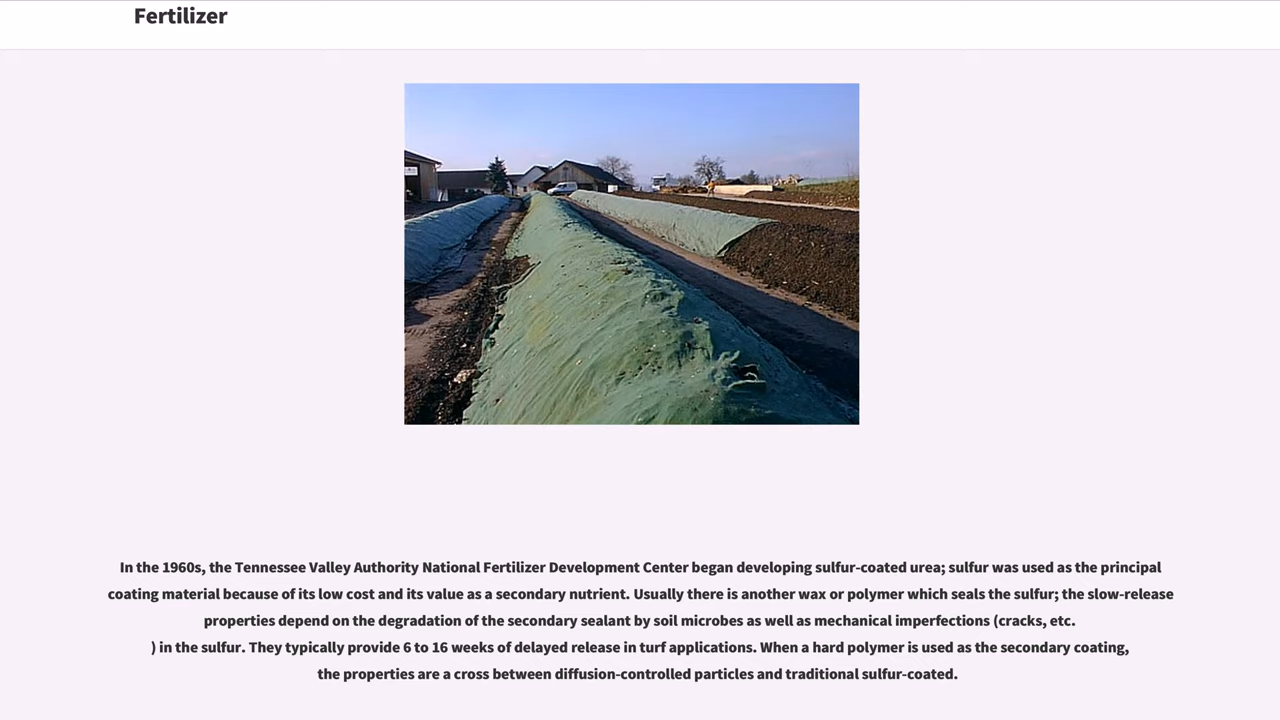 Fertilizer
In the 1960s, the Tennessee Valley Authority National Fertilizer Development Center began developing sulfur-coated urea; sulfur was used as the principal
coating material because of its low cost and its value as a secondary nutrient. Usually there is another wax or polymer which seals the sulfur; the slow-release
properties depend on the degradation of the secondary sealant by soil microbes as well as mechanical imperfections (cracks, etc.
) in the sulfur. They typically provide 6 to 16 weeks of delayed release in turf applications. When a hard polymer is used as the secondary coating,
the properties are a cross between diffusion-controlled particles and traditional sulfur-coated.